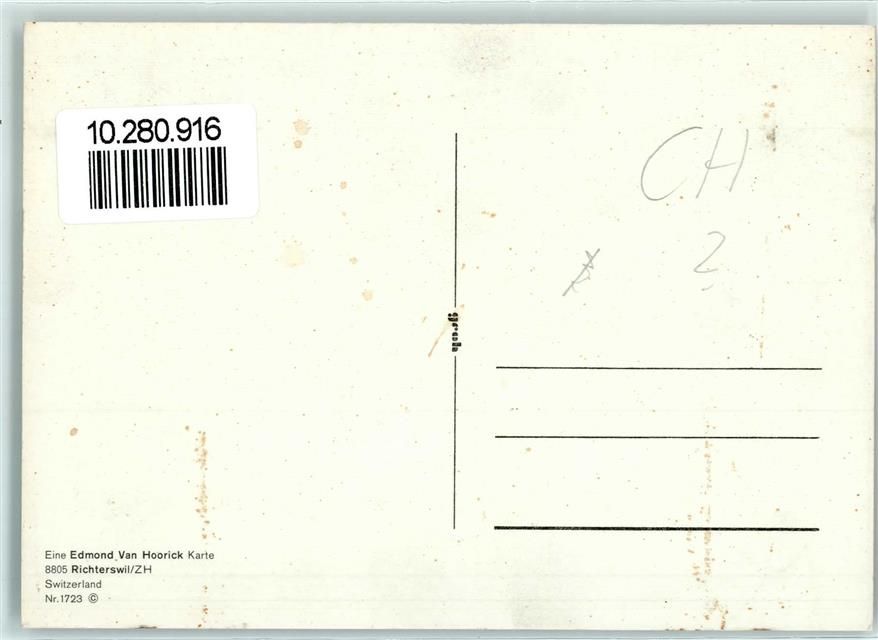 10.280.916
CH
2
Eine Edmond Van Hoorick Karte
8805 Richterswil/ZH
Switzerland
Nr. 1723 ©